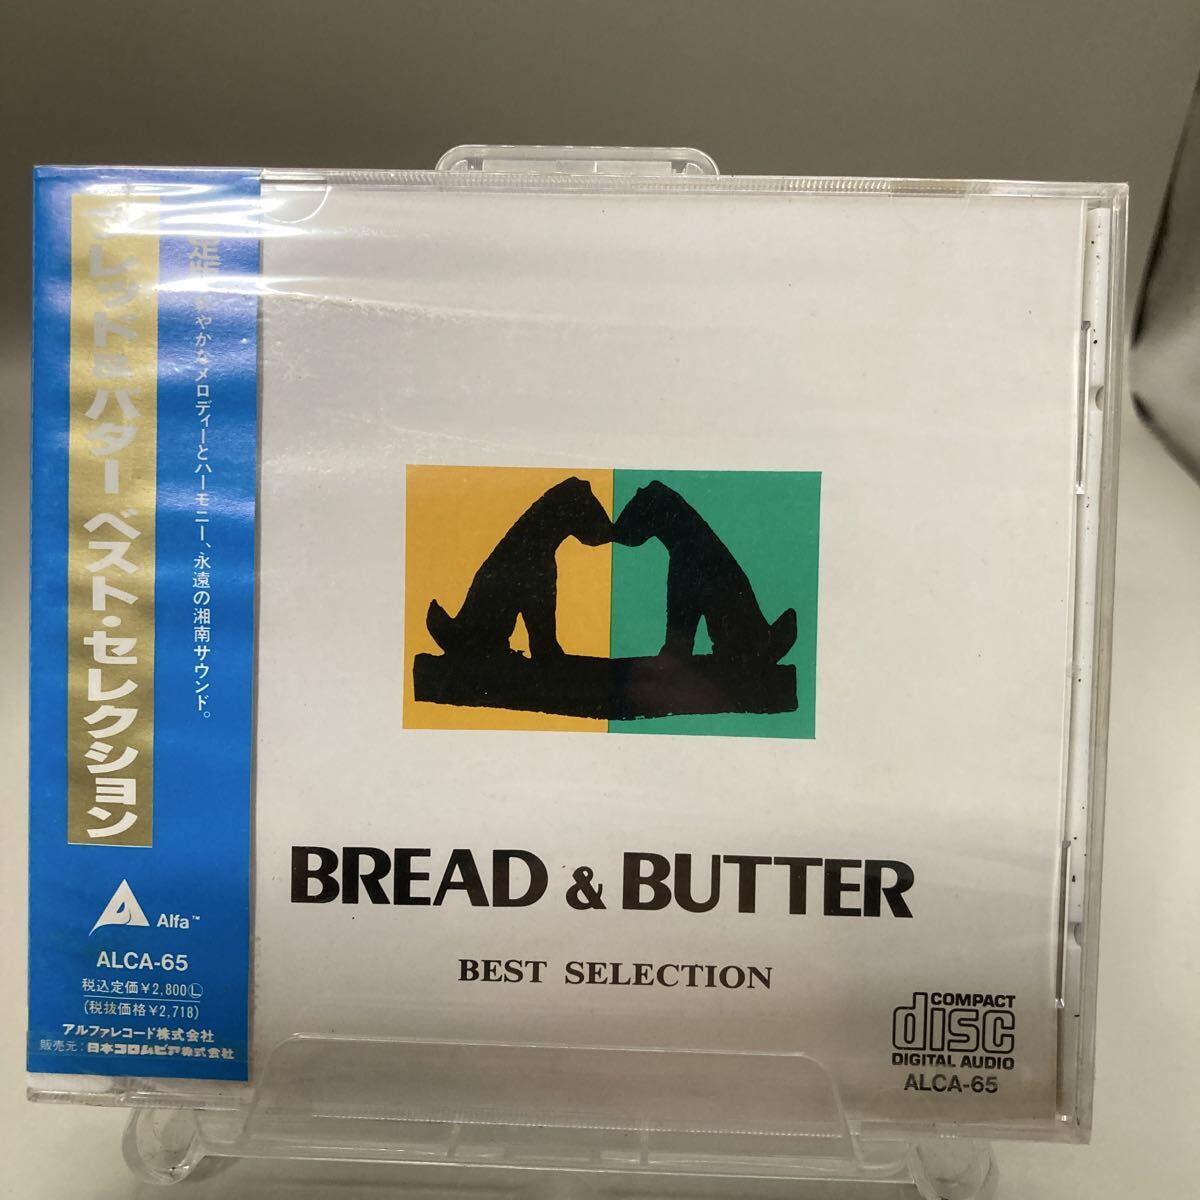 レッド&バター ベスト・セレクション
やかなメロディーとハーモニー、永遠の湘南サウンド。
Alfa™
ALCA-65
税込定価¥2,800Ⓛ
(税抜価格¥2,718)
アルファレコード株式会社
販売元:日本コロムビア株式会社
BREAD & BUTTER
BEST SELECTION
COMPACT
disc
DIGITAL AUDIO
ALCA-65